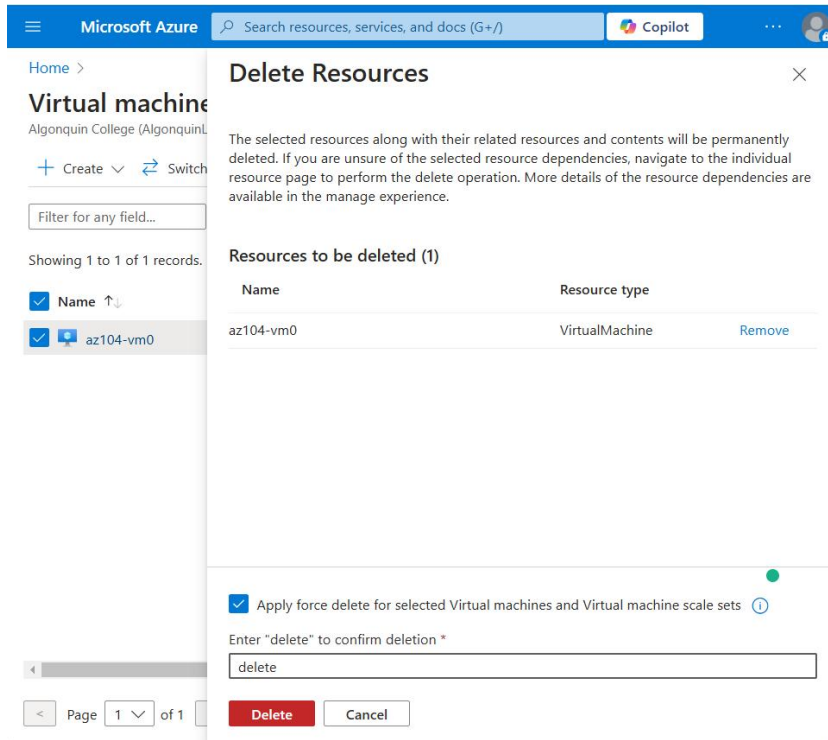 Microsoft Azure
Search resources, services, and docs (G+/)
Copilot
...
Home >
Virtual machine
Algonquin College (AlgonquinL
+ Create
Switch
Filter for any field...
Showing 1 to 1 of 1 records.
Name
az104-vm0
Page 1 of 1
Delete Resources
The selected resources along with their related resources and contents will be permanently
deleted. If you are unsure of the selected resource dependencies, navigate to the individual
resource page to perform the delete operation. More details of the resource dependencies are
available in the manage experience.
Resources to be deleted (1)
Name Resource type
az104-vm0 VirtualMachine Remove
Apply force delete for selected Virtual machines and Virtual machine scale sets
Enter "delete" to confirm deletion *
delete
Delete Cancel